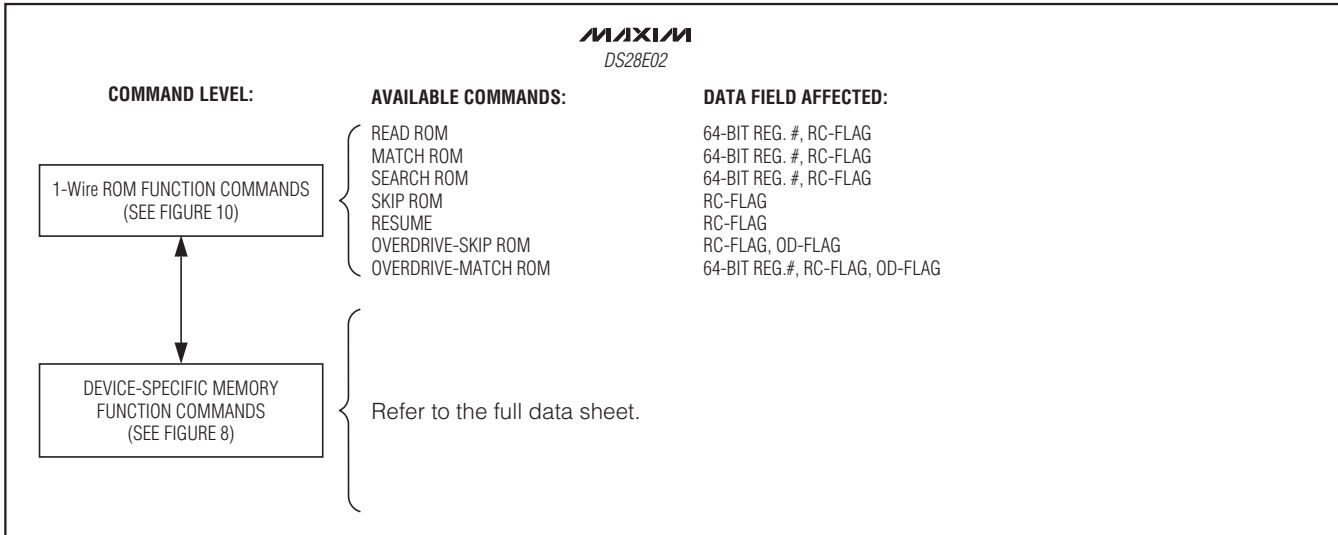 MAXIM
DS28E02
COMMAND LEVEL: AVAILABLE COMMANDS: DATA FIELD AFFECTED:
1-Wire ROM FUNCTION COMMANDS
(SEE FIGURE 10)
READ ROM 64-BIT REG. #, RC-FLAG
MATCH ROM 64-BIT REG. #, RC-FLAG
SEARCH ROM 64-BIT REG. #, RC-FLAG
SKIP ROM RC-FLAG
RESUME RC-FLAG
OVERDRIVE-SKIP ROM RC-FLAG, OD-FLAG
OVERDRIVE-MATCH ROM 64-BIT REG.#, RC-FLAG, OD-FLAG
DEVICE-SPECIFIC MEMORY
FUNCTION COMMANDS
(SEE FIGURE 8)
Refer to the full data sheet.